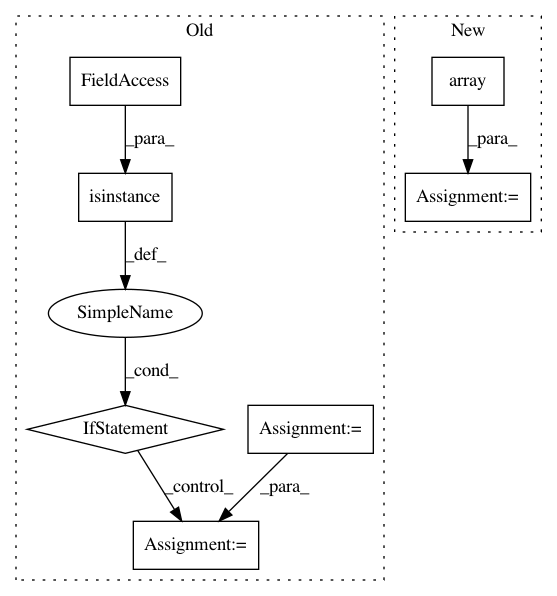 Old
New
FieldAccess
array
_para_
_para_
isinstance
Assignment:=
_def_
SimpleName
_cond_
IfStatement
Assignment:=
_control_
_para_
Assignment:=